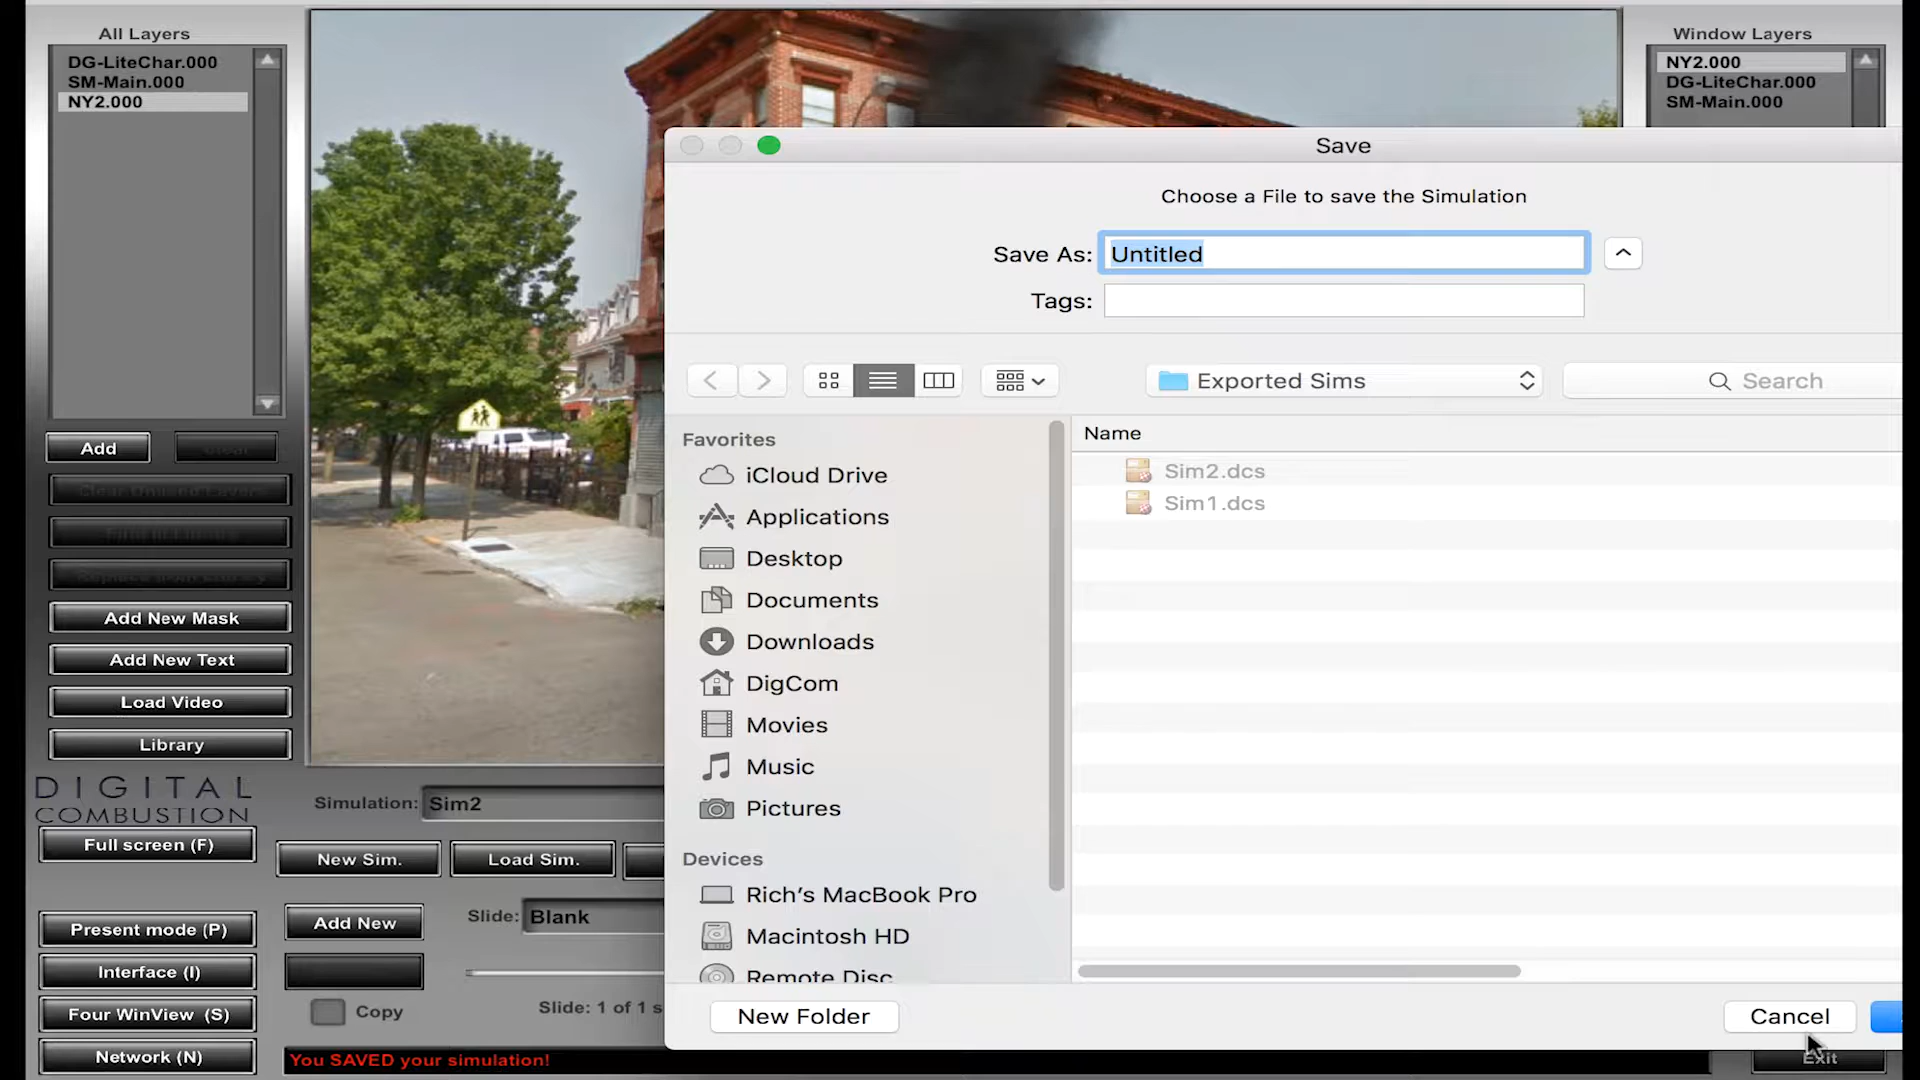 All Layers
DG-LiteChar.000
SM-Main.000
NY2.000
Add
Add New Mask
Add New Text
Load Video
Library
DIGITAL
COMBUSTION
Full screen (F)
Present mode (P)
Interface (I)
Four WinView (S)
Network (N)
Simulation: Sim2
New Sim.
Load Sim.
Add New
Slide: Blank
Copy
Slide: 1 of 1 s
You SAVED your simulation!
Window Layers
NY2.000
DG-LiteChar.000
SM-Main.000
Save
Choose a File to save the Simulation
Save As: Untitled
Tags:
Exported Sims
Search
Favorites
iCloud Drive
Applications
Desktop
Documents
Downloads
DigCom
Movies
Music
Pictures
Devices
Rich's MacBook Pro
Macintosh HD
Remote Disc
Name
Sim2.dcs
Sim1.dcs
New Folder
Cancel
Exit